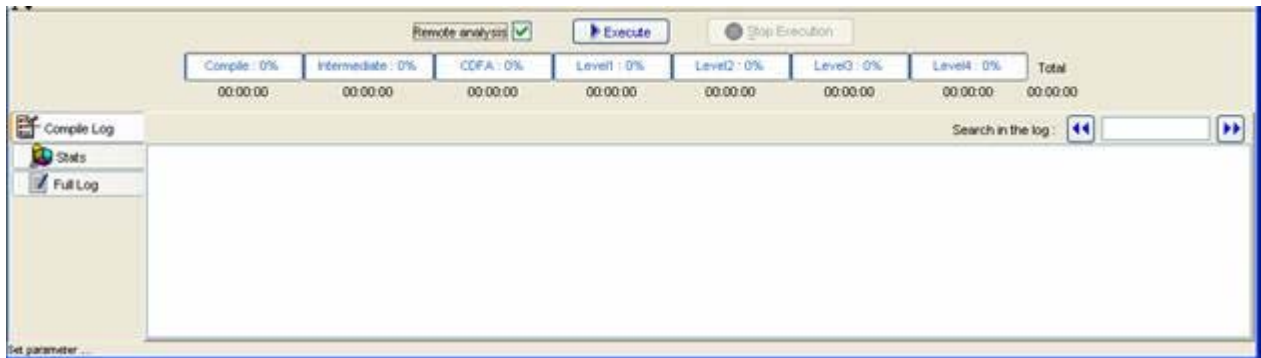 Remote analysis Execute Stop Execution
Compile : 0% Intermediate : 0% CDFA : 0% Level1 : 0% Level2 : 0% Level3 : 0% Level4 : 0% Total
00:00:00 00:00:00 00:00:00 00:00:00 00:00:00 00:00:00 00:00:00 00:00:00
Compile Log Search in the log :
Stats
Full Log
Set parameter ...